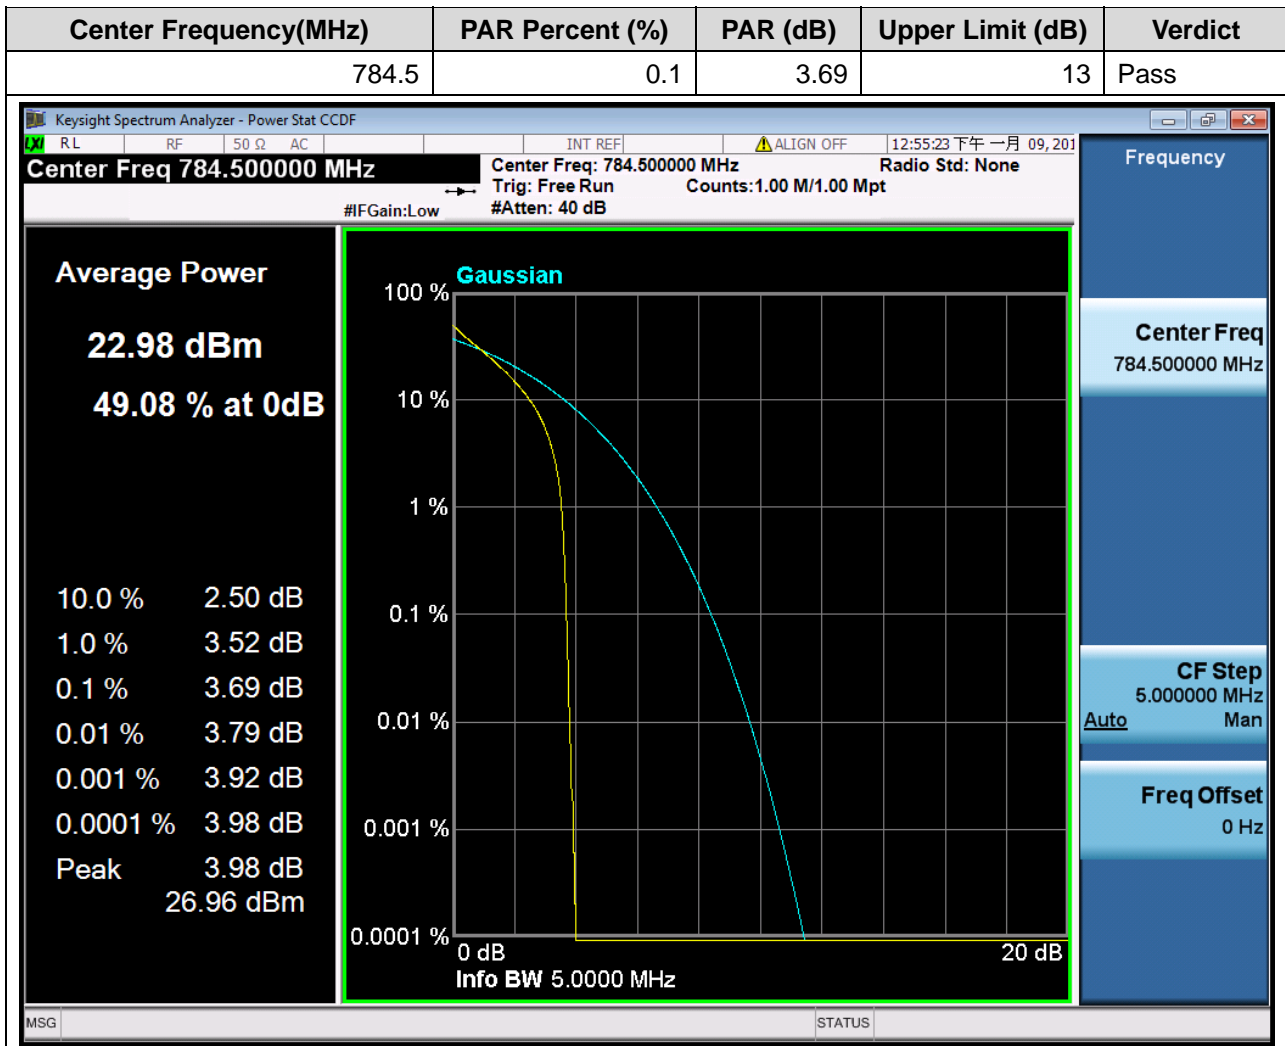 Center Frequency(MHz) PAR Percent (%) PAR (dB) Upper Limit (dB) Verdict
784.5 0.1 3.69 13 Pass
Keysight Spectrum Analyzer - Power Stat CCDF
LXI RL RF 50 Ω AC INT REF ALIGN OFF 12:55:23 下午 一月 09, 201
Center Freq 784.500000 MHz
Center Freq: 784.500000 MHz Radio Std: None
Trig: Free Run Counts:1.00 M/1.00 Mpt
#IFGain:Low #Atten: 40 dB
Average Power
22.98 dBm
49.08 % at 0dB
10.0 % 2.50 dB
1.0 % 3.52 dB
0.1 % 3.69 dB
0.01 % 3.79 dB
0.001 % 3.92 dB
0.0001 % 3.98 dB
Peak 3.98 dB
26.96 dBm
Gaussian
100 %
10 %
1 %
0.1 %
0.01 %
0.001 %
0.0001 %
0 dB 20 dB
Info BW 5.0000 MHz
Frequency
Center Freq
784.500000 MHz
CF Step
5.000000 MHz
Auto Man
Freq Offset
0 Hz
MSG STATUS